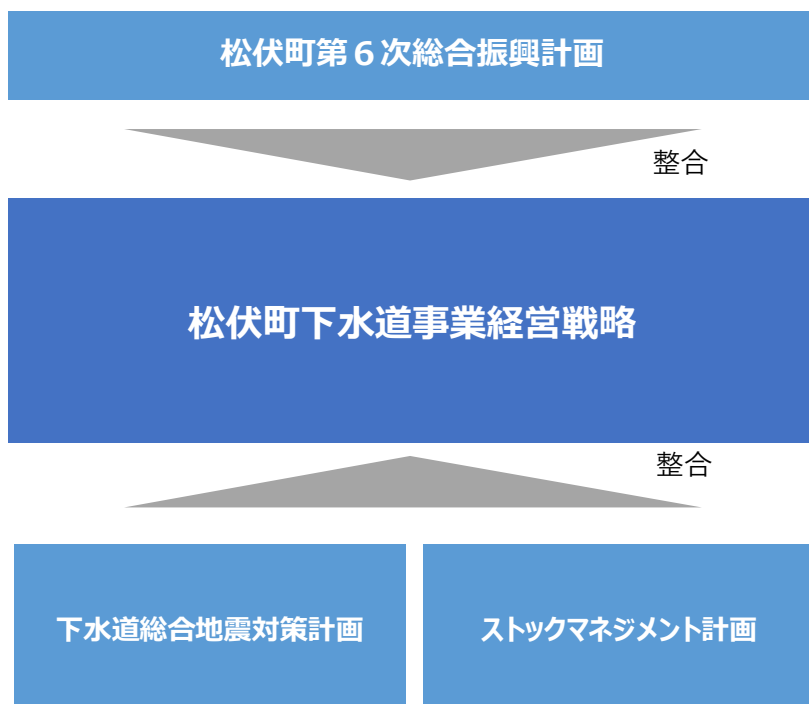 松伏町第６次総合振興計画
整合
松伏町下水道事業経営戦略
整合
下水道総合地震対策計画
ストックマネジメント計画